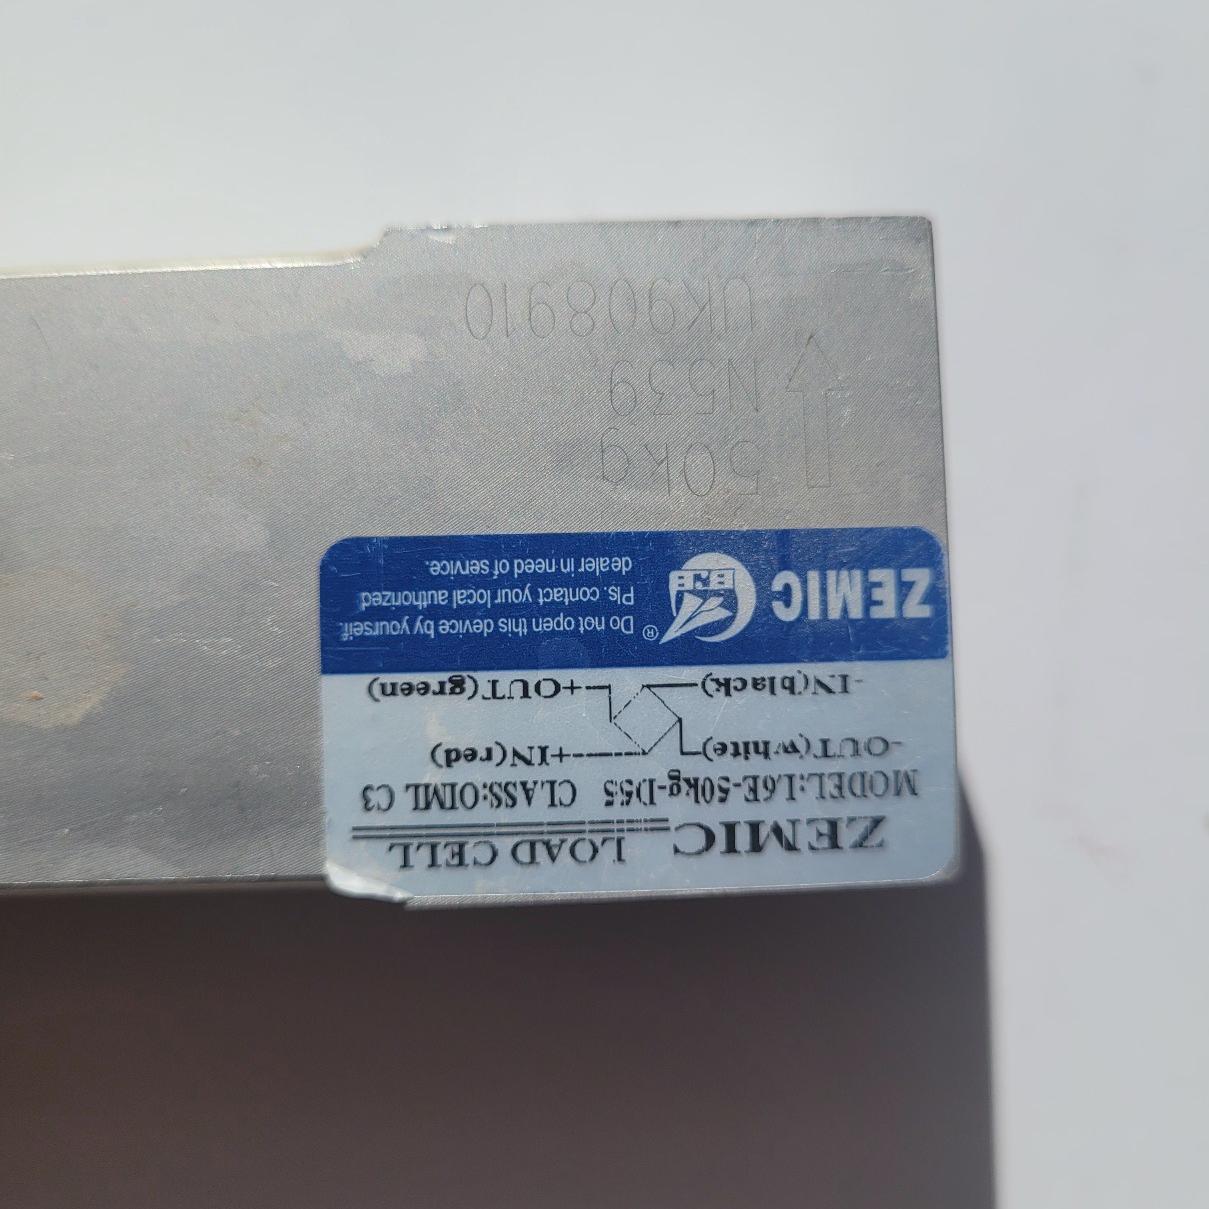 ZEMIC LOAD CELL
MODEL:L6E-50kg-D55 CLASS:OIML C3
-OUT(white) +IN(red)
-IN(black) +OUT(green)
ZEMIC ® Do not open this device by yourself.
Pls. contact your local authorized
dealer in need of service.
50kg
N539
UK908910